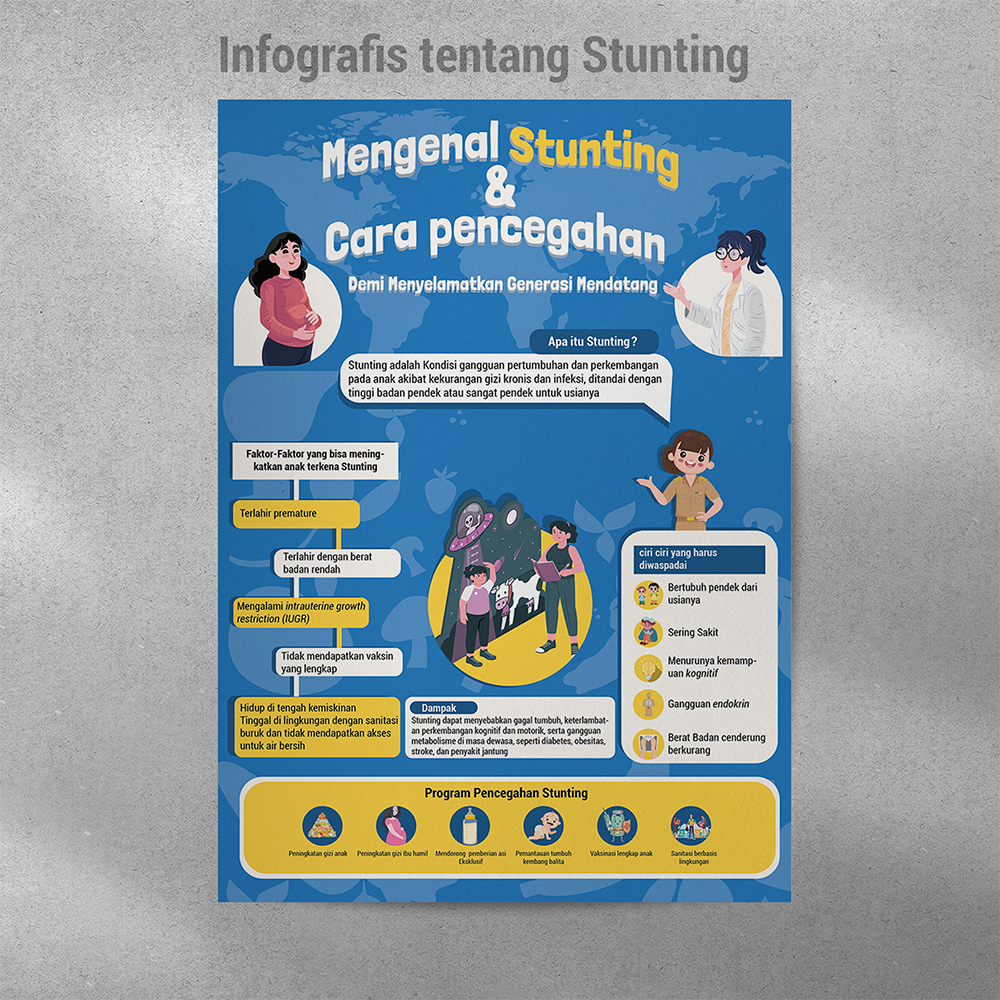 Infografis tentang Stunting
Mengenal Stunting
&
Cara pencegahan
Demi Menyelamatkan Generasi Mendatang
Apa itu Stunting?
Stunting adalah Kondisi gangguan pertumbuhan dan perkembangan
pada anak akibat kekurangan gizi kronis dan infeksi, ditandai dengan
tinggi badan pendek atau sangat pendek untuk usianya
Faktor-Faktor yang bisa mening-
katkan anak terkena Stunting
Terlahir premature
Terlahir dengan berat
badan rendah
Mengalami intrauterine growth
restriction (IUGR)
Tidak mendapatkan vaksin
yang lengkap
Hidup di tengah kemiskinan
Tinggal di lingkungan dengan sanitasi
buruk dan tidak mendapatkan akses
untuk air bersih
Dampak
Stunting dapat menyebabkan gagal tumbuh, keterlambat-
an perkembangan kognitif dan motorik, serta gangguan
metabolisme di masa dewasa, seperti diabetes, obesitas,
stroke, dan penyakit jantung
ciri ciri yang harus
diwaspadai
Bertubuh pendek dari
usianya
Sering Sakit
Menurunya kemamp-
uan kognitif
Gangguan endokrin
Berat Badan cenderung
berkurang
Program Pencegahan Stunting
Peningkatan gizi anak
Peningkatan gizi Ibu hamil
Mendorong pemberian asi
Eksklusif
Pemantauan tumbuh
kembang balita
Vaksinasi lengkap anak
Sanitasi berbasis
lingkungan